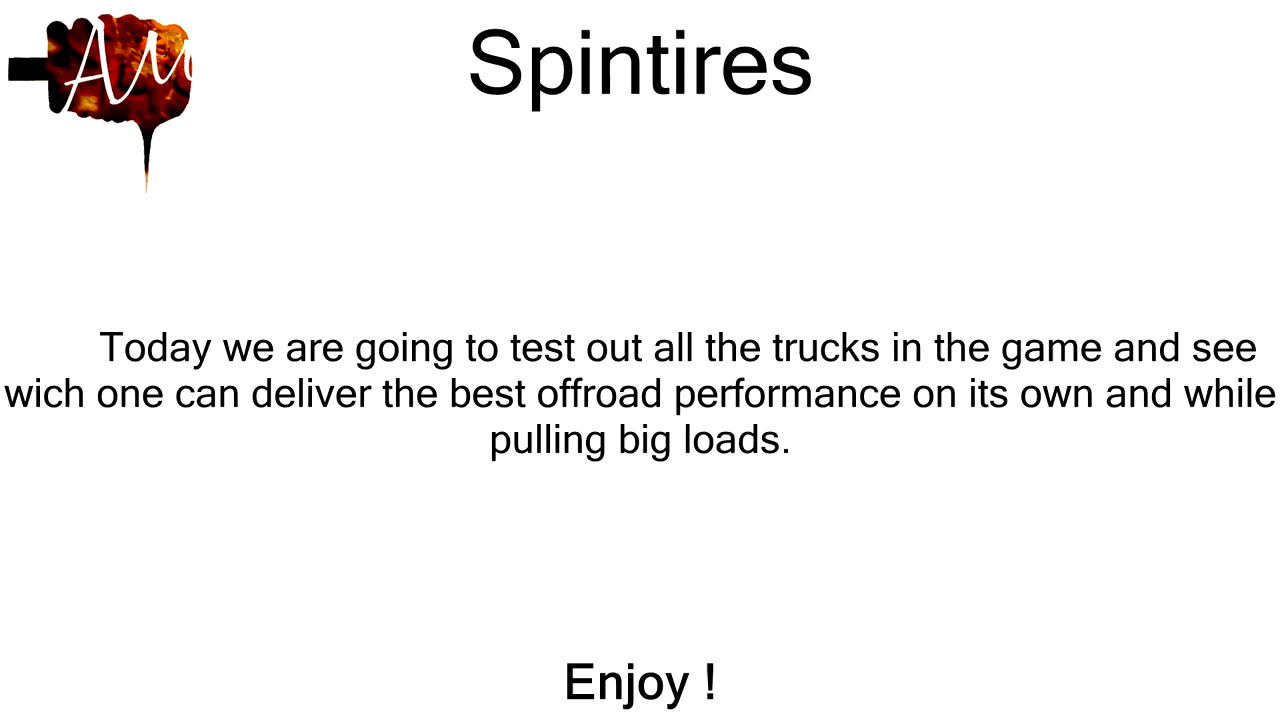 Spintires
Today we are going to test out all the trucks in the game and see
wich one can deliver the best offroad performance on its own and while
pulling big loads.
Enjoy !